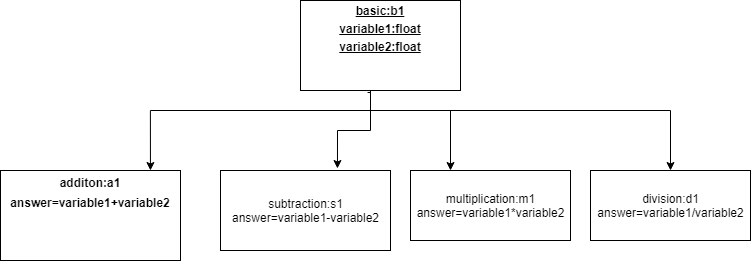 basic:b1
variable1:float
variable2:float
additon:a1
answer=variable1+variable2
subtraction:s1
answer=variable1-variable2
multiplication:m1
answer=variable1*variable2
division:d1
answer=variable1/variable2